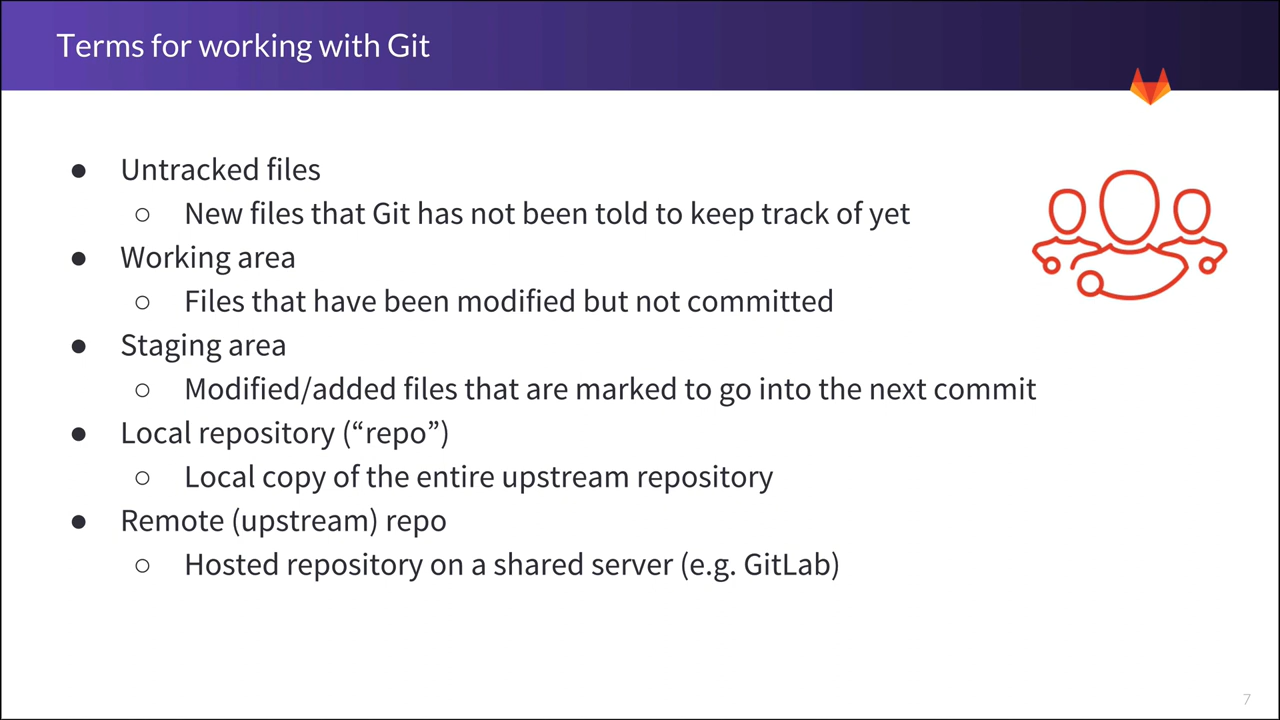 Terms for working with Git
● Untracked files
○ New files that Git has not been told to keep track of yet
● Working area
○ Files that have been modified but not committed
● Staging area
○ Modified/added files that are marked to go into the next commit
● Local repository (“repo”)
○ Local copy of the entire upstream repository
● Remote (upstream) repo
○ Hosted repository on a shared server (e.g. GitLab)
7